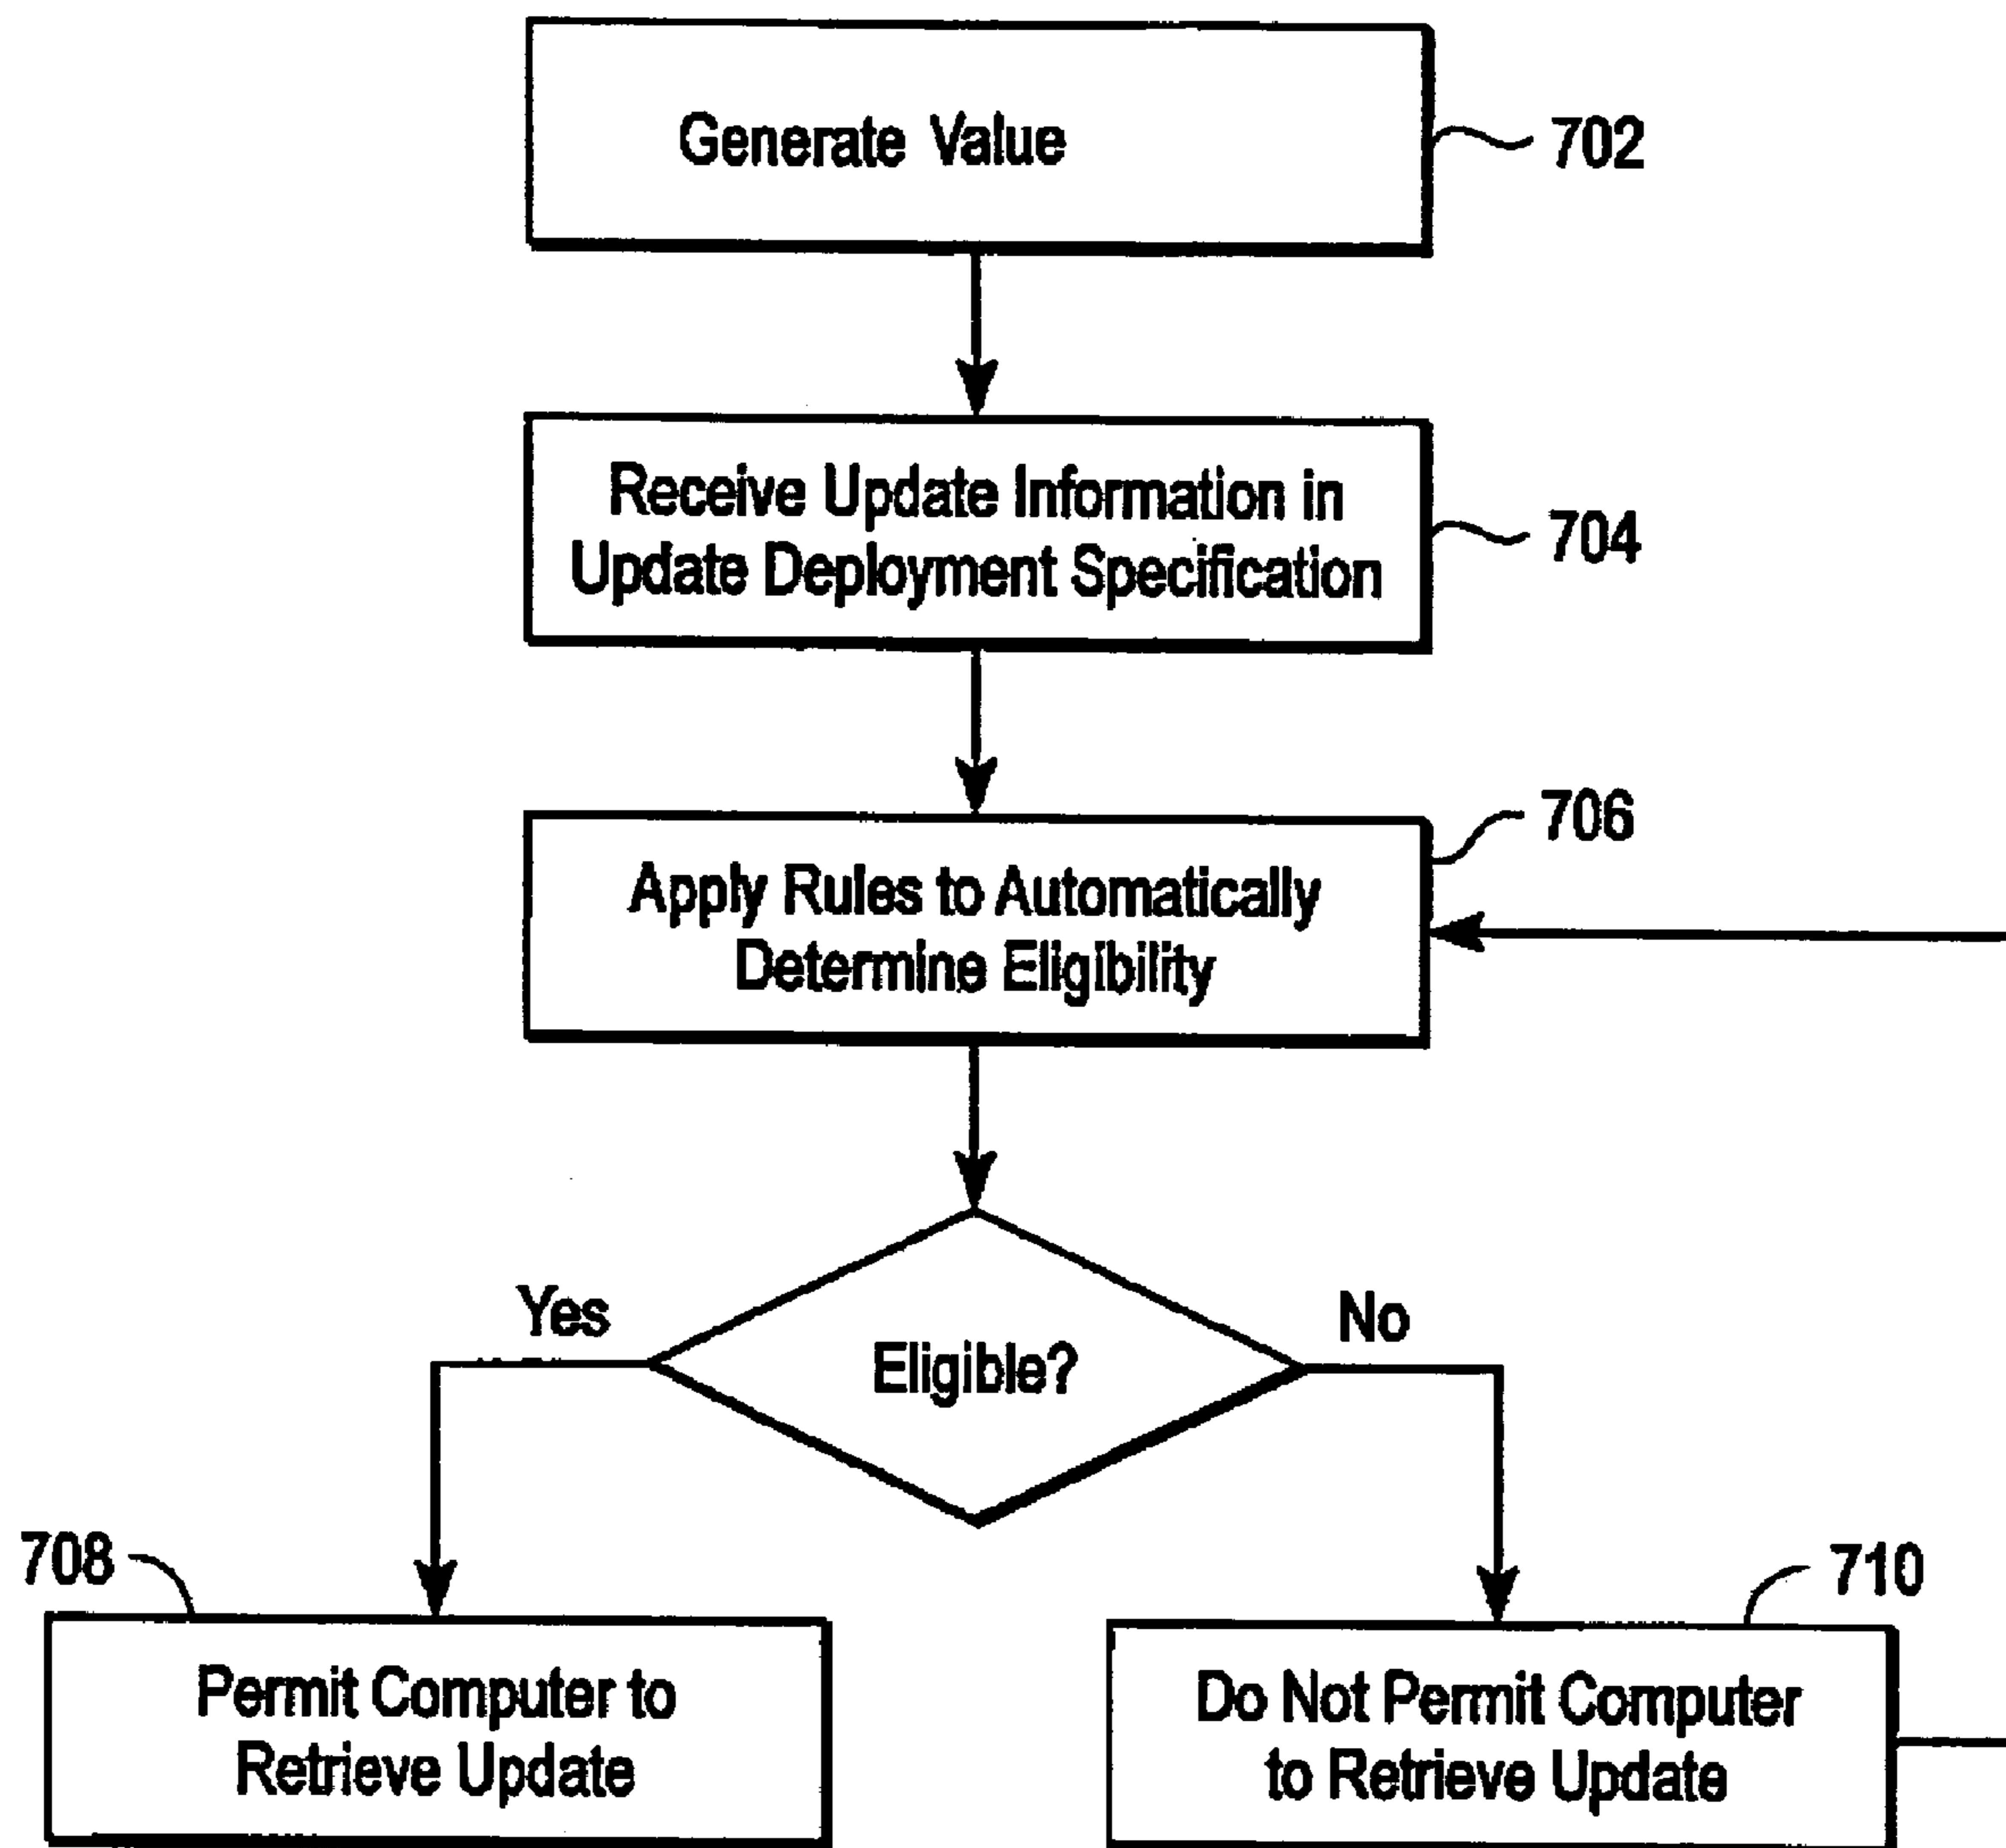 Generate Value
702
Receive Update Information in
Update Deployment Specification
704
706
Apply Rules to Automatically
Determine Eligibility
Yes
No
Eligible?
708
710
Permit Computer to
Retrieve Update
Do Not Permit Computer
to Retrieve Update